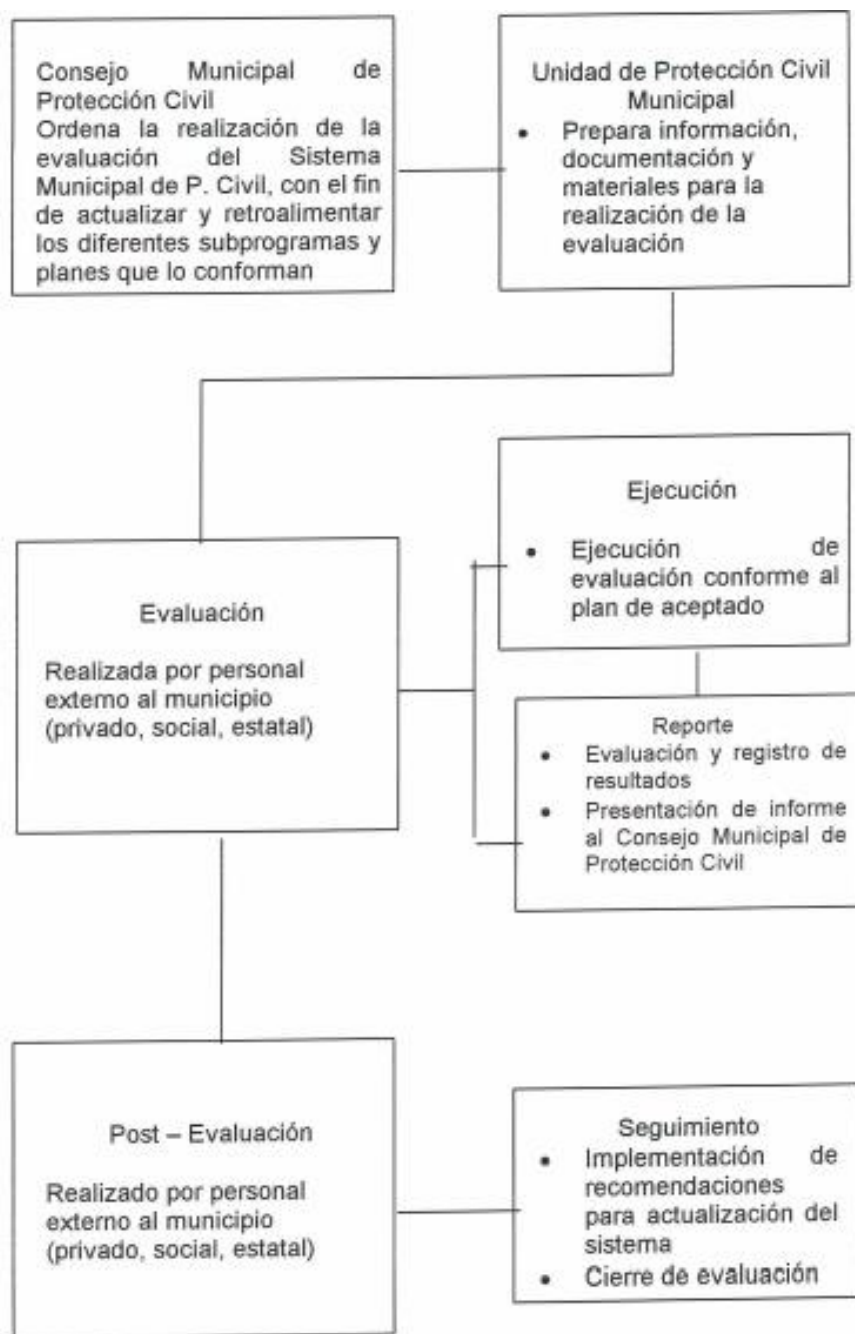 Consejo Municipal de
Protección Civil
Ordena la realización de la
evaluación del Sistema
Municipal de P. Civil, con el fin
de actualizar y retroalimentar
los diferentes subprogramas y
planes que lo conforman
Unidad de Protección Civil
Municipal
• Prepara información,
documentación y
materiales para la
realización de la
evaluación
Evaluación
Realizada por personal
externo al municipio
(privado, social, estatal)
Ejecución
• Ejecución de
evaluación conforme al
plan de aceptado
Reporte
• Evaluación y registro de
resultados
• Presentación de informe
al Consejo Municipal de
Protección Civil
Post – Evaluación
Realizado por personal
externo al municipio
(privado, social, estatal)
Seguimiento
• Implementación de
recomendaciones
para actualización del
sistema
• Cierre de evaluación